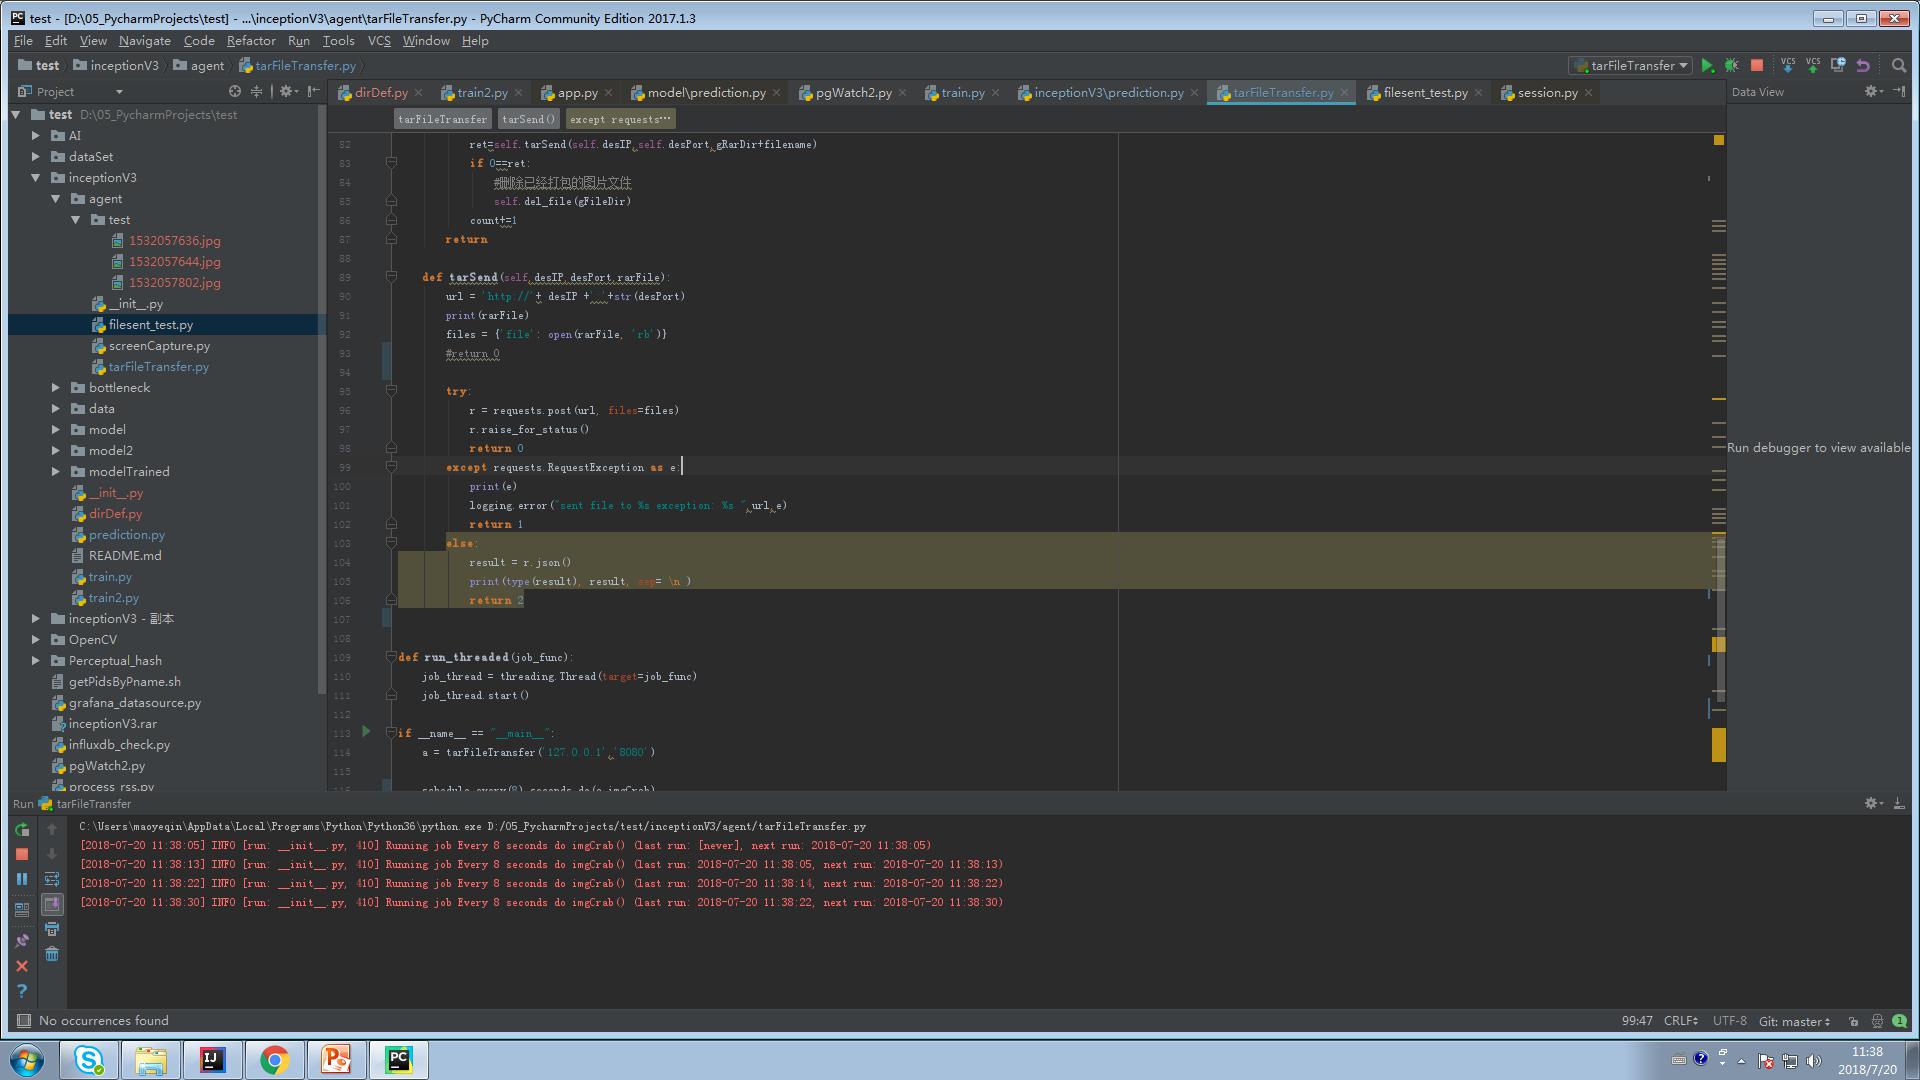 test - [D:\05_PycharmProjects\test] - ...\inceptionV3\agent\tarFileTransfer.py - PyCharm Community Edition 2017.1.3
File Edit View Navigate Code Refactor Run Tools VCS Window Help
test inceptionV3 agent tarFileTransfer.py
tarFileTransfer
VCS VCS
Project
dirDef.py train2.py app.py model\prediction.py pgWatch2.py train.py inceptionV3\prediction.py tarFileTransfer.py filesent_test.py session.py
Data View
test D:\05_PycharmProjects\test
AI
dataSet
inceptionV3
agent
test
1532057636.jpg
1532057644.jpg
1532057802.jpg
__init__.py
filesent_test.py
screenCapture.py
tarFileTransfer.py
bottleneck
data
model
model2
modelTrained
__init__.py
dirDef.py
prediction.py
README.md
train.py
train2.py
inceptionV3 - 副本
OpenCV
Perceptual_hash
getPidsByPname.sh
grafana_datasource.py
inceptionV3.rar
influxdb_check.py
pgWatch2.py
process_rss.py
tarFileTransfer tarSend() except requests...
82 ret=self.tarSend(self.desIP,self.desPort,gRarDir+filename)
83 if 0==ret:
84 #删除已经打包的图片文件
85 self.del_file(gFileDir)
86 count+=1
87 return
88
89 def tarSend(self,desIP,desPort,rarFile):
90 url = 'http://'+ desIP +':'+str(desPort)
91 print(rarFile)
92 files = {'file': open(rarFile, 'rb')}
93 #return 0
94
95 try:
96 r = requests.post(url, files=files)
97 r.raise_for_status()
98 return 0
99 except requests.RequestException as e:
100 print(e)
101 logging.error("sent file to %s exception: %s ",url,e)
102 return 1
103 else:
104 result = r.json()
105 print(type(result), result, sep='\n')
106 return 2
107
108
109 def run_threaded(job_func):
110 job_thread = threading.Thread(target=job_func)
111 job_thread.start()
112
113 if __name__ == "__main__":
114 a = tarFileTransfer('127.0.0.1','8080')
115
116 schedule.every(8).seconds.do(a.imgCrab)
Run debugger to view available
Run tarFileTransfer
C:\Users\maoyeqin\AppData\Local\Programs\Python\Python36\python.exe D:/05_PycharmProjects/test/inceptionV3/agent/tarFileTransfer.py
[2018-07-20 11:38:05] INFO [run: __init__.py, 410] Running job Every 8 seconds do imgCrab() (last run: [never], next run: 2018-07-20 11:38:05)
[2018-07-20 11:38:13] INFO [run: __init__.py, 410] Running job Every 8 seconds do imgCrab() (last run: 2018-07-20 11:38:05, next run: 2018-07-20 11:38:13)
[2018-07-20 11:38:22] INFO [run: __init__.py, 410] Running job Every 8 seconds do imgCrab() (last run: 2018-07-20 11:38:14, next run: 2018-07-20 11:38:22)
[2018-07-20 11:38:30] INFO [run: __init__.py, 410] Running job Every 8 seconds do imgCrab() (last run: 2018-07-20 11:38:22, next run: 2018-07-20 11:38:30)
No occurrences found
99:47 CRLF UTF-8 Git: master 1
IJ PC
11:38
2018/7/20